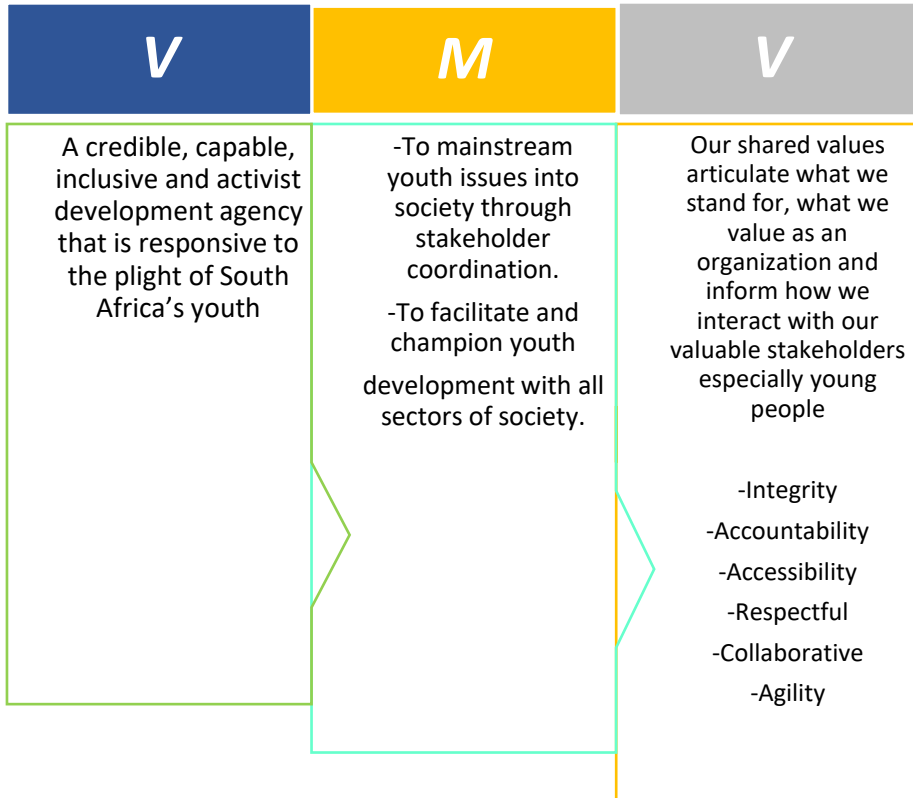 V
M
V
A credible, capable,
inclusive and activist
development agency
that is responsive to
the plight of South
Africa’s youth
-To mainstream
youth issues into
society through
stakeholder
coordination.
-To facilitate and
champion youth
development with all
sectors of society.
Our shared values
articulate what we
stand for, what we
value as an
organization and
inform how we
interact with our
valuable stakeholders
especially young
people
-Integrity
-Accountability
-Accessibility
-Respectful
-Collaborative
-Agility